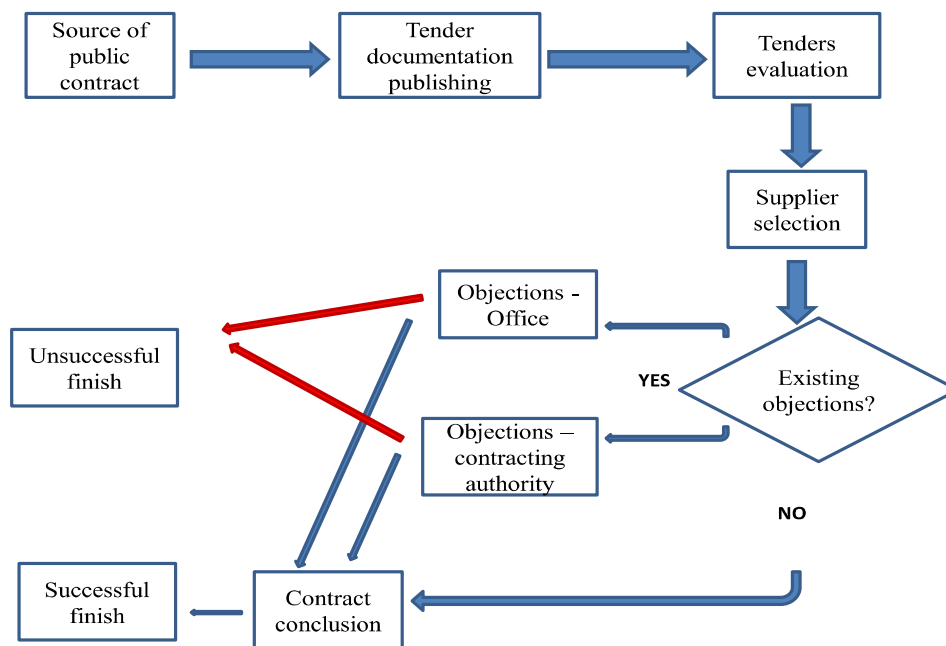 Source of
public
contract
Tender
documentation
publishing
Tenders
evaluation
Supplier
selection
Objections -
Office
Unsuccessful
finish
YES
Existing
objections?
Objections –
contracting
authority
NO
Successful
finish
Contract
conclusion